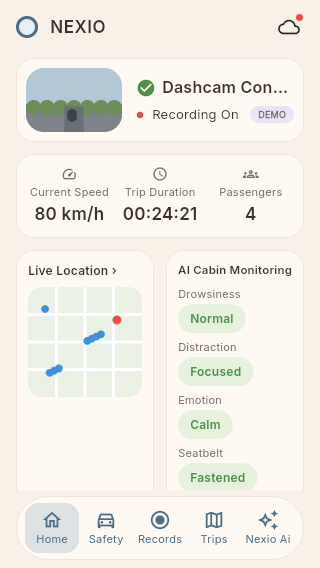 NEXIO
Dashcam Con...
Recording On DEMO
Current Speed Trip Duration Passengers
80 km/h 00:24:21 4
Live Location ›
AI Cabin Monitoring
Drowsiness
Normal
Distraction
Focused
Emotion
Calm
Seatbelt
Fastened
Home Safety Records Trips Nexio Ai